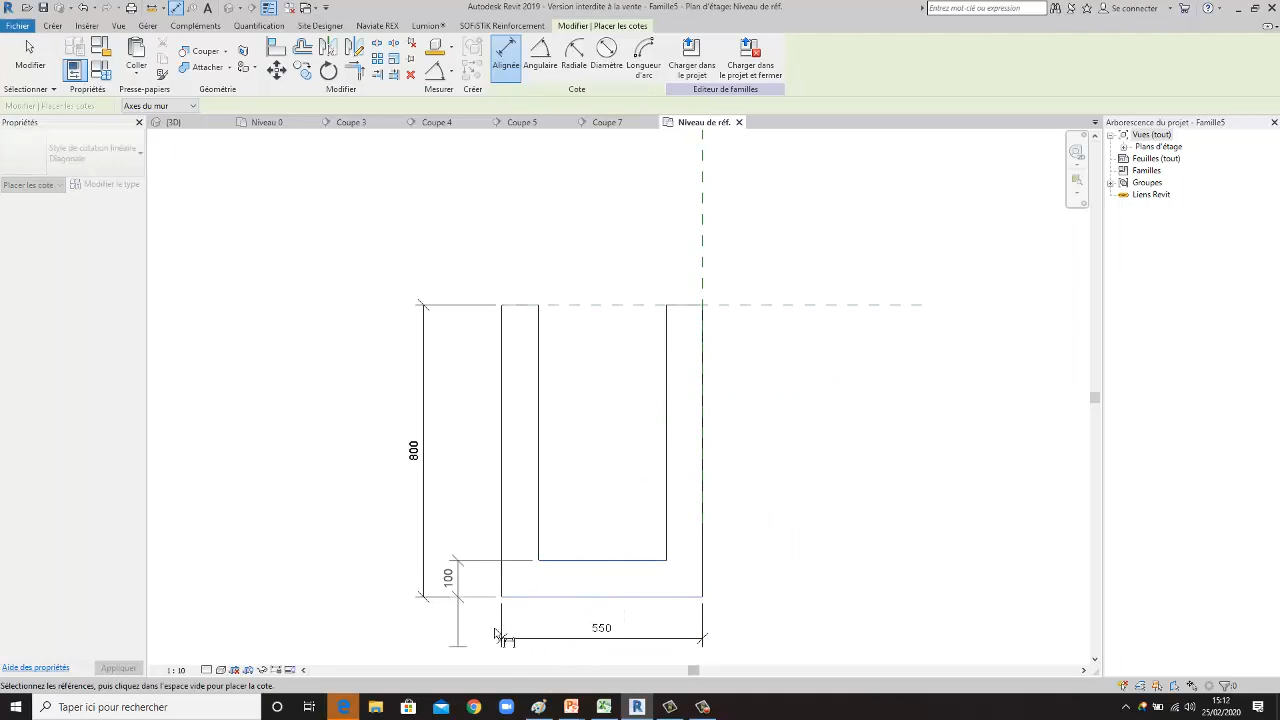 Autodesk Revit 2019 - Version interdite à la vente - Famille5 - Plan d'étage: Niveau de réf.
Entrez mot-clé ou expression
Se connecter
Fichier Créer Insérer Annoter Vue Gérer Compléments Site Designer Naviate REX Lumion® SOFiSTiK Reinforcement Modifier | Placer les cotes
Modifier
Coller
Couper
Attacher
Alignée Angulaire Radiale Diamètre Longueur d'arc
Charger dans le projet
Charger dans le projet et fermer
Sélectionner Propriétés Presse-papiers Géométrie Modifier Mesurer Créer Cote Editeur de familles
Modifier | Placer les cotes
Axes du mur
Propriétés
{3D} Niveau 0 Coupe 3 Coupe 4 Coupe 5 Coupe 7 Niveau de réf.
Arborescence du projet - Famille5
Style de cotation linéaire
Diagonale
Placer les cote
Modifier le type
Vues (tout)
Plans d'étage
Feuilles (tout)
Familles
Groupes
Liens Revit
800
100
550
Aide des propriétés
Appliquer
1 : 10
Sélectionnez les références, puis cliquez dans l'espace vide pour placer la cote.
:0
Taper ici pour rechercher
15:12
25/02/2020